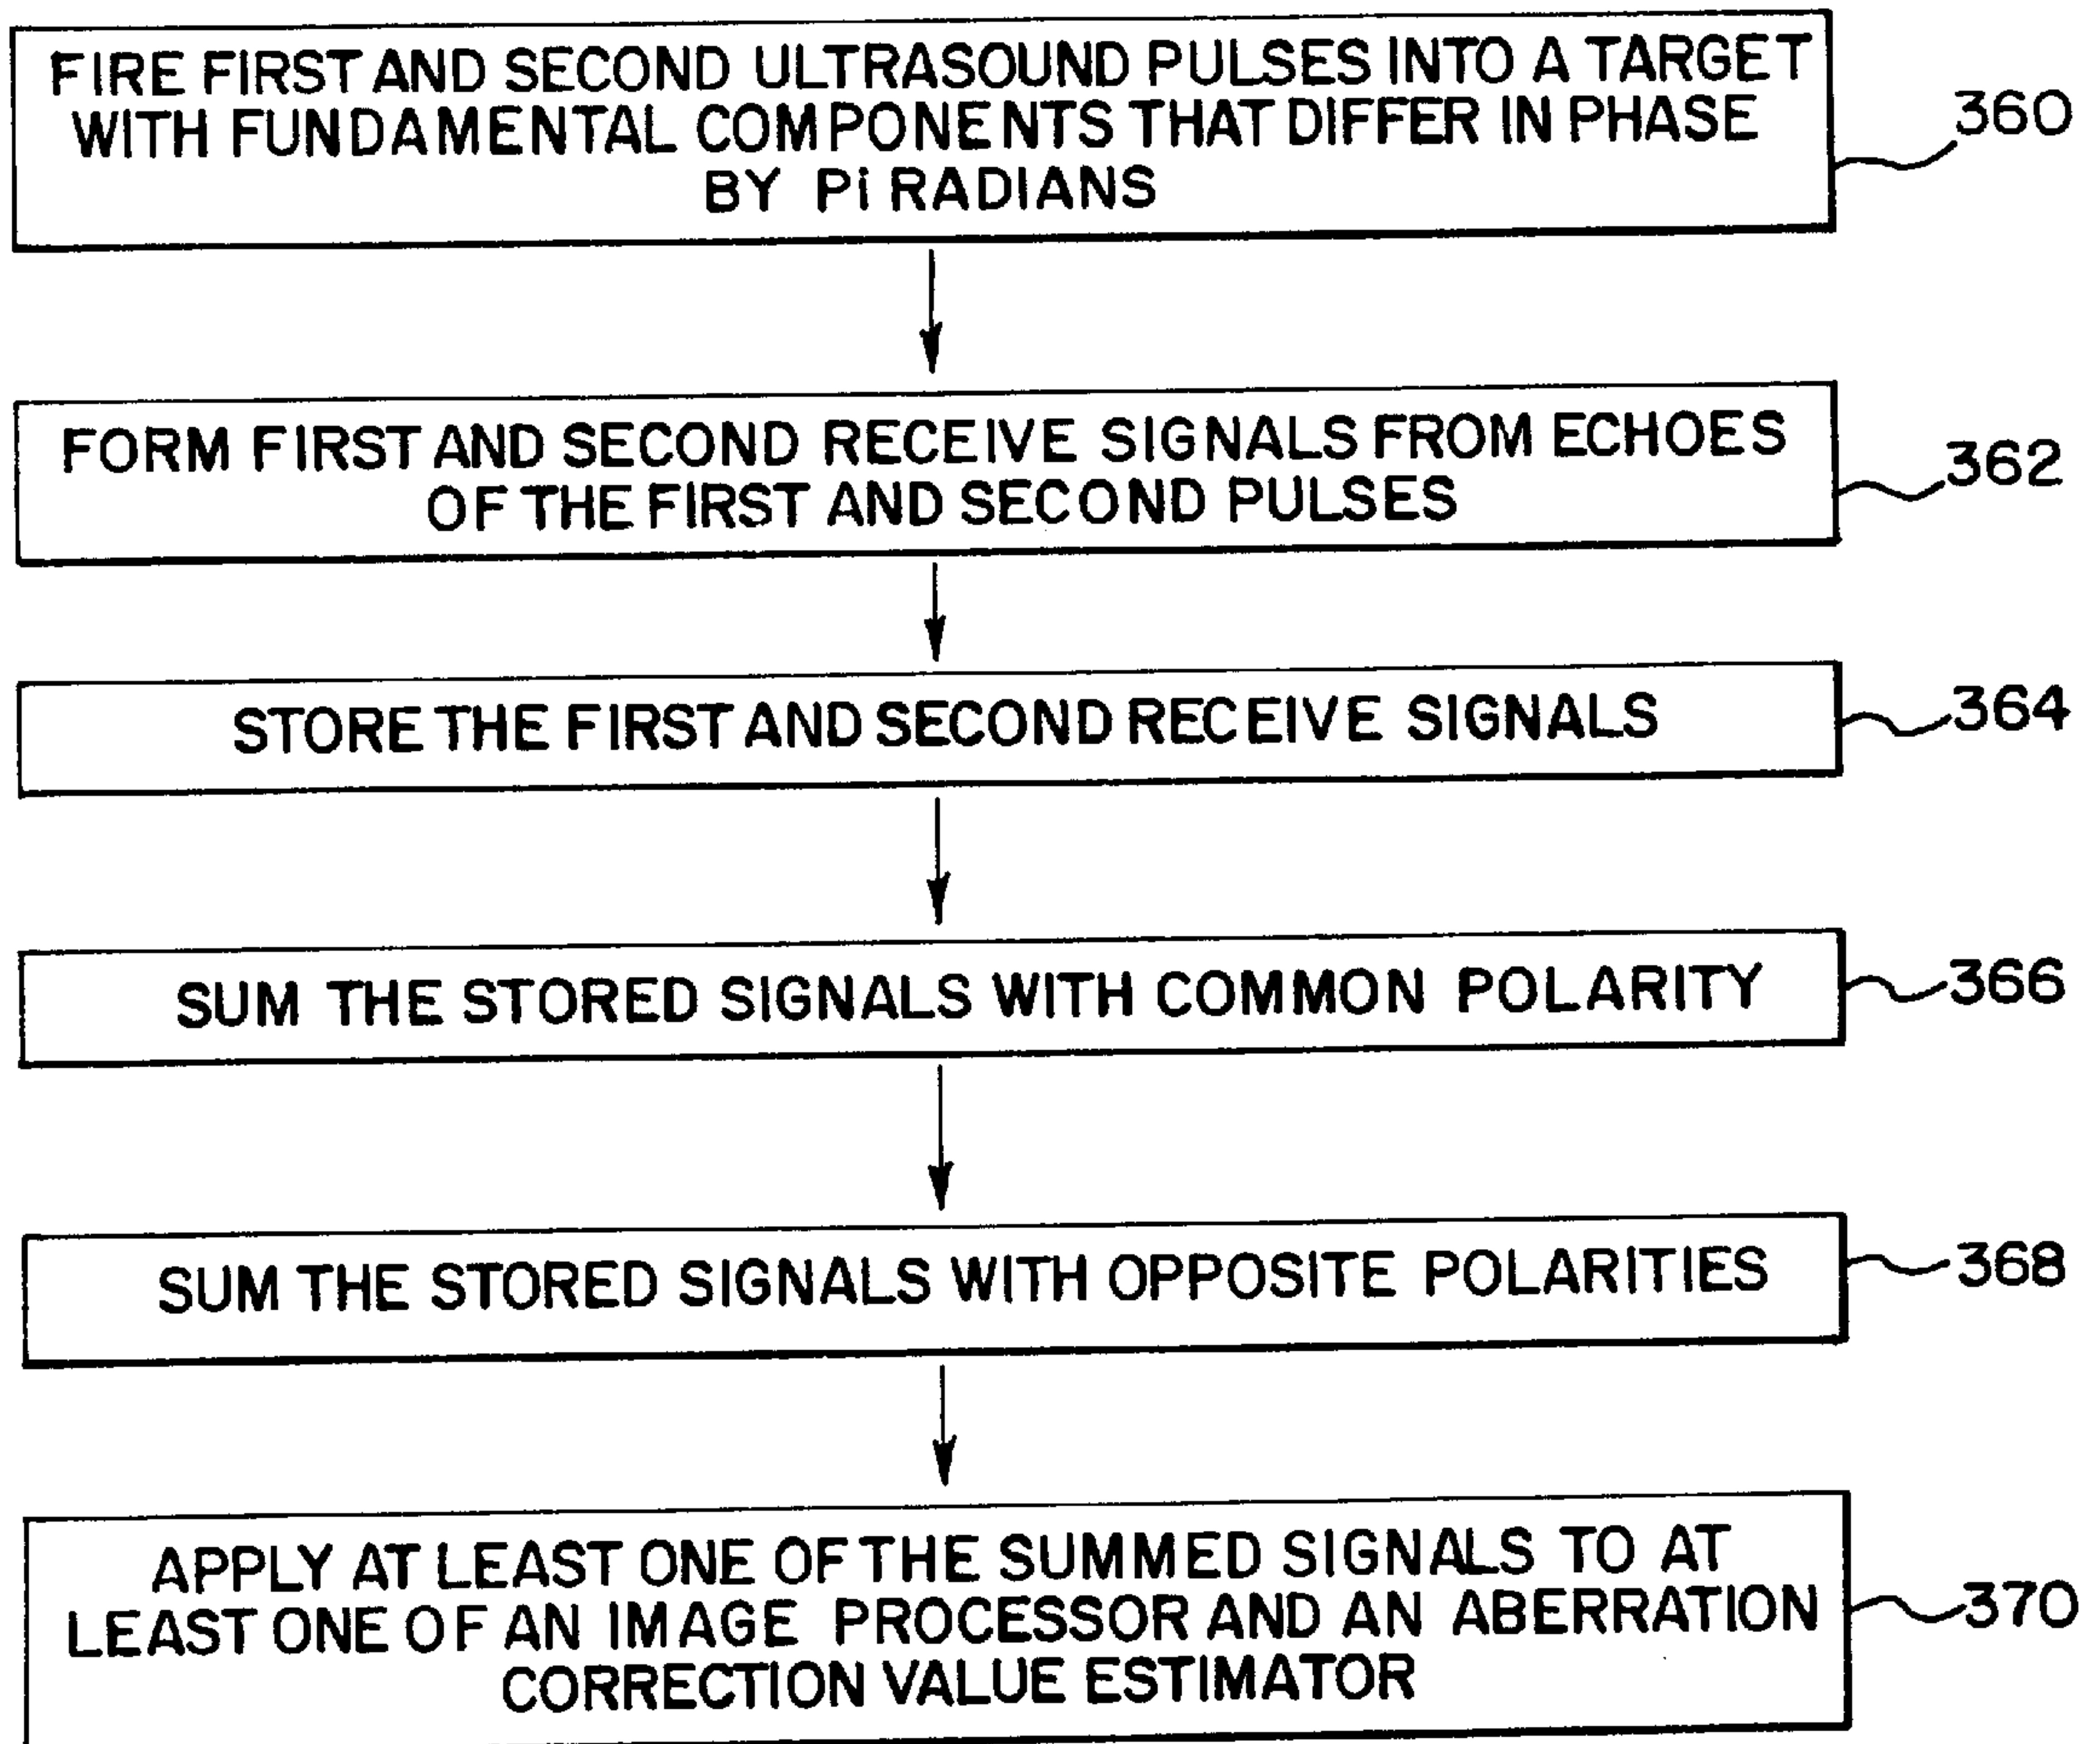 FIRE FIRST AND SECOND ULTRASOUND PULSES INTO A TARGET
WITH FUNDAMENTAL COMPONENTS THAT DIFFER IN PHASE
BY Pi RADIANS
360
FORM FIRST AND SECOND RECEIVE SIGNALS FROM ECHOES
OF THE FIRST AND SECOND PULSES
362
STORE THE FIRST AND SECOND RECEIVE SIGNALS
364
SUM THE STORED SIGNALS WITH COMMON POLARITY
366
SUM THE STORED SIGNALS WITH OPPOSITE POLARITIES
368
APPLY AT LEAST ONE OF THE SUMMED SIGNALS TO AT
LEAST ONE OF AN IMAGE PROCESSOR AND AN ABERRATION
CORRECTION VALUE ESTIMATOR
370